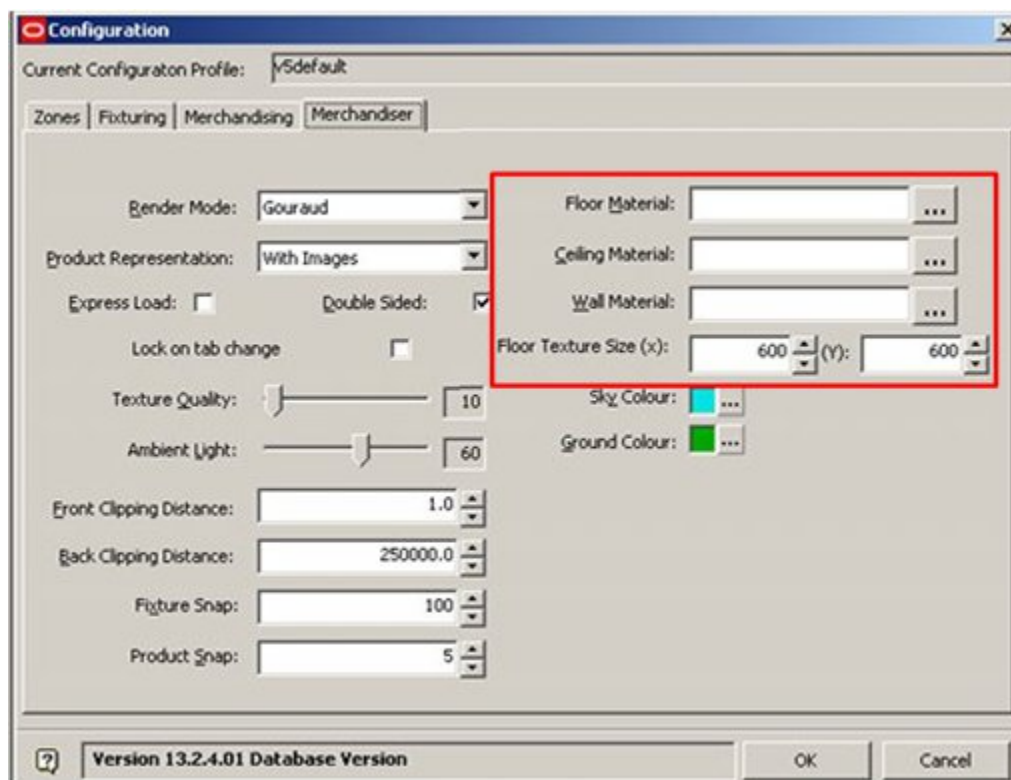 Configuration
Current Configuraton Profile: v5default
Zones Fixturing Merchandising Merchandiser
Render Mode: Gouraud
Product Representation: With Images
Express Load: Double Sided:
Lock on tab change
Texture Quality: 10
Ambient Light: 60
Front Clipping Distance: 1.0
Back Clipping Distance: 250000.0
Fixture Snap: 100
Product Snap: 5
Floor Material: ...
Ceiling Material: ...
Wall Material: ...
Floor Texture Size (x): 600 (Y): 600
Sky Colour: ...
Ground Colour: ...
Version 13.2.4.01 Database Version OK Cancel